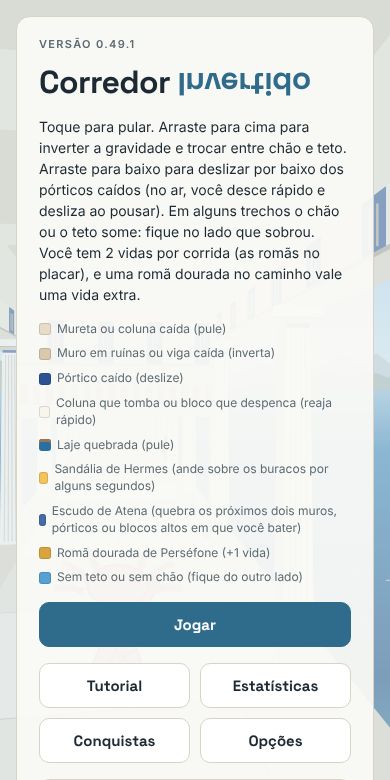 VERSÃO 0.49.1
Corredor Invertido
Toque para pular. Arraste para cima para
inverter a gravidade e trocar entre chão e teto.
Arraste para baixo para deslizar por baixo dos
pórticos caídos (no ar, você desce rápido e
desliza ao pousar). Em alguns trechos o chão
ou o teto some: fique no lado que sobrou.
Você tem 2 vidas por corrida (as romãs no
placar), e uma romã dourada no caminho vale
uma vida extra.
Mureta ou coluna caída (pule)
Muro em ruínas ou viga caída (inverta)
Pórtico caído (deslize)
Coluna que tomba ou bloco que despenca (reaja
rápido)
Laje quebrada (pule)
Sandália de Hermes (ande sobre os buracos por
alguns segundos)
Escudo de Atena (quebra os próximos dois muros,
pórticos ou blocos altos em que você bater)
Romã dourada de Perséfone (+1 vida)
Sem teto ou sem chão (fique do outro lado)
Jogar
Tutorial
Estatísticas
Conquistas
Opções